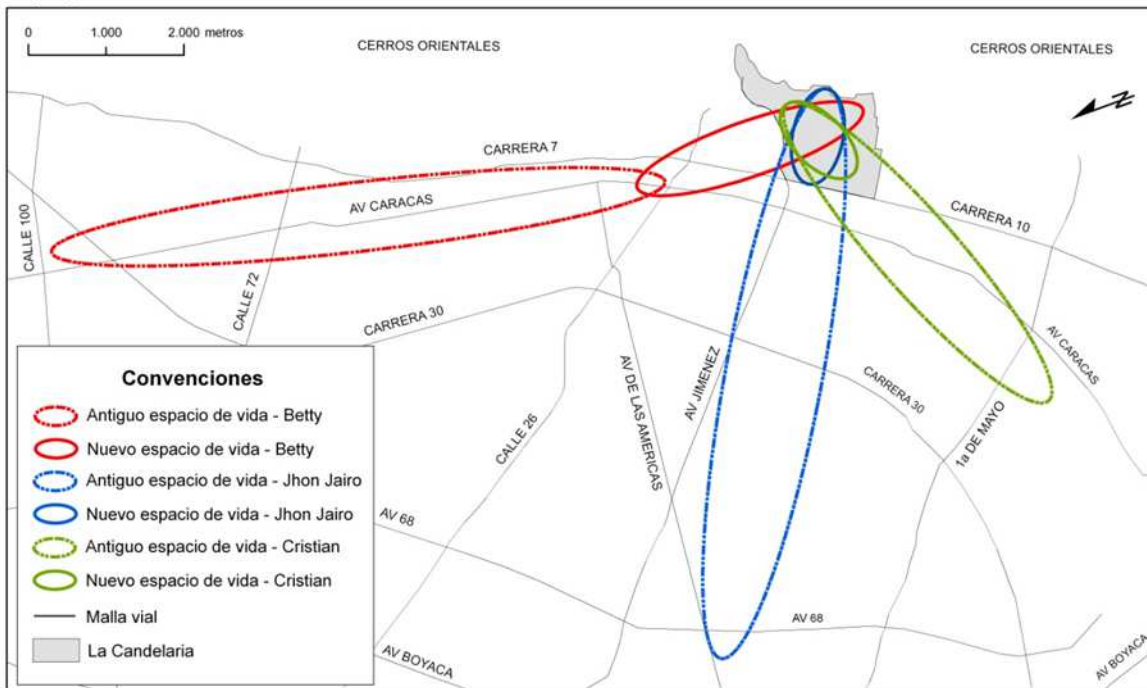 0 1.000 2.000 metros
CERROS ORIENTALES
CERROS ORIENTALES
N
CARRERA 7
AV CARACAS
CARRERA 10
CALLE 100
CALLE 72
CARRERA 30
AV CARACAS
CARRERA 30
AV JIMENEZ
AV DE LAS AMERICAS
CALLE 26
1a DE MAYO
AV 68
AV 68
AV BOYACA
AV BOYACA
Convenciones
Antiguo espacio de vida - Betty
Nuevo espacio de vida - Betty
Antiguo espacio de vida - Jhon Jairo
Nuevo espacio de vida - Jhon Jairo
Antiguo espacio de vida - Cristian
Nuevo espacio de vida - Cristian
Malla vial
La Candelaria